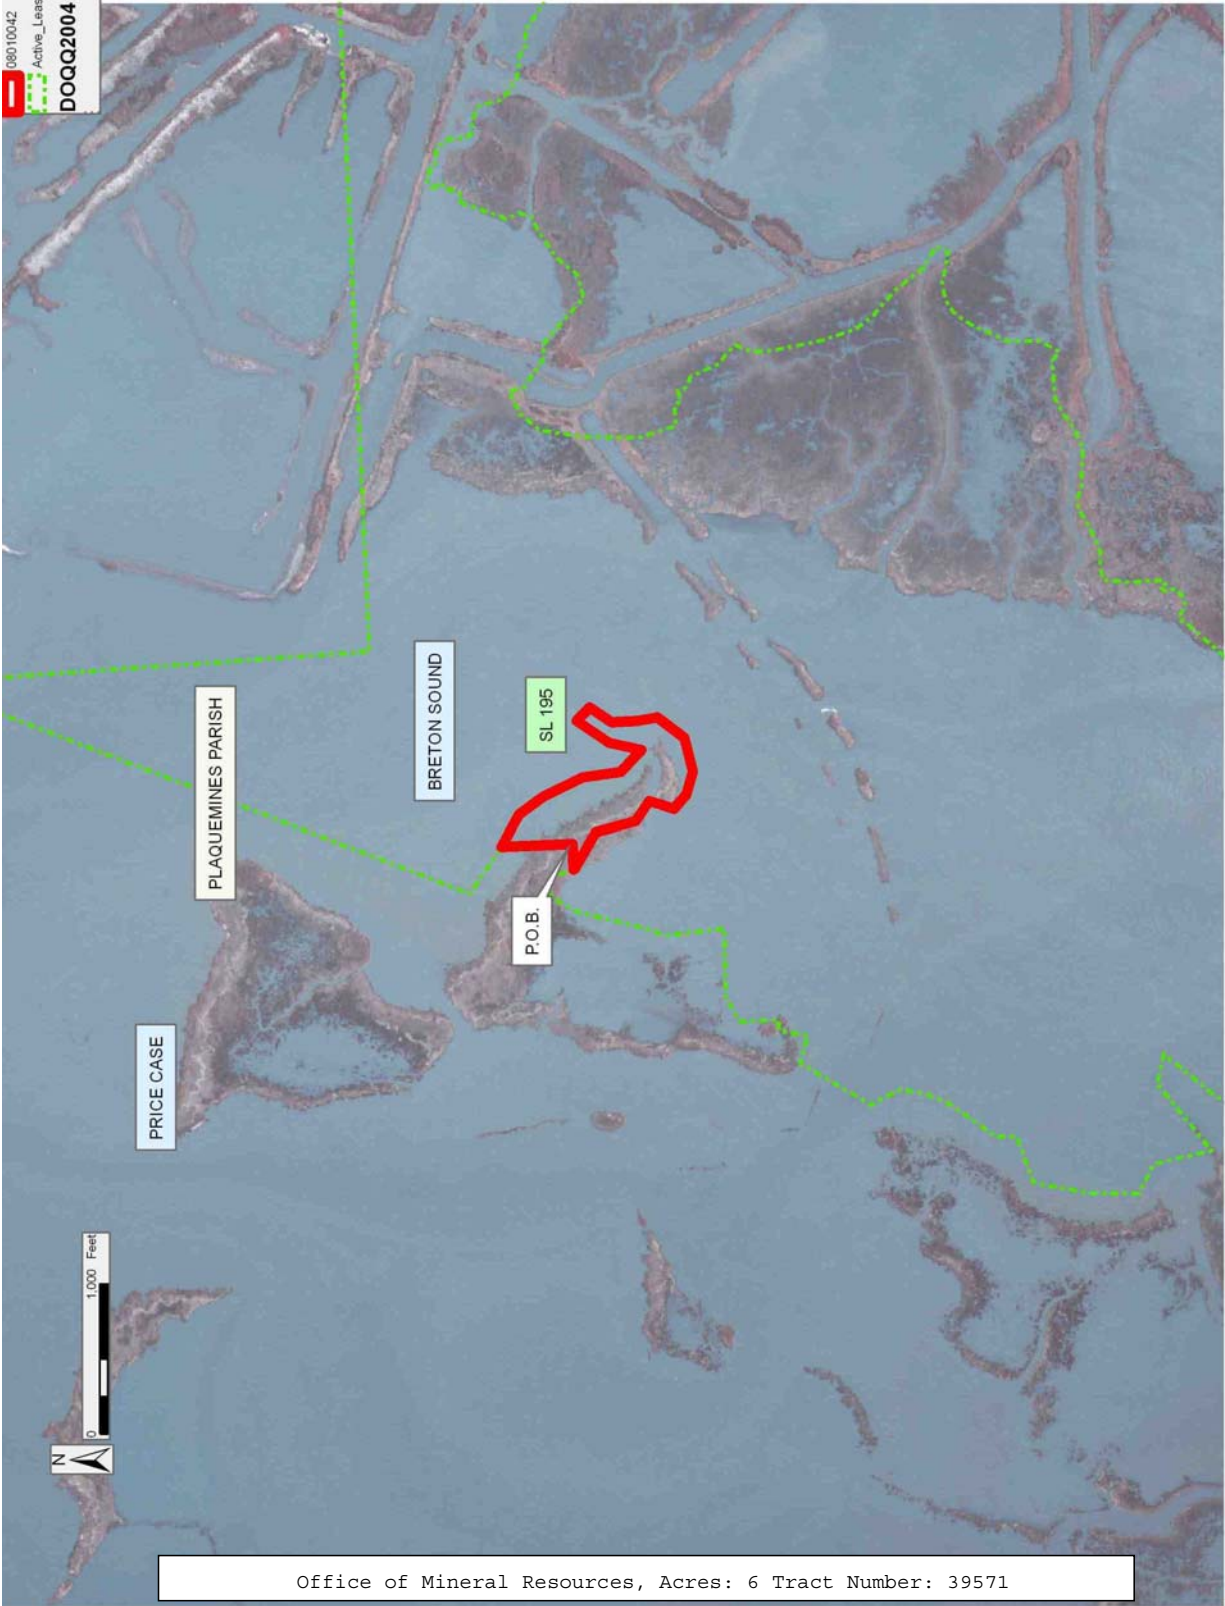 08010042
Active_Leas
DOQQ2004
PLAQUEMINES PARISH
PRICE CASE
BRETON SOUND
SL 195
P.O.B.
N
0 1,000 Feet
Office of Mineral Resources, Acres: 6 Tract Number: 39571